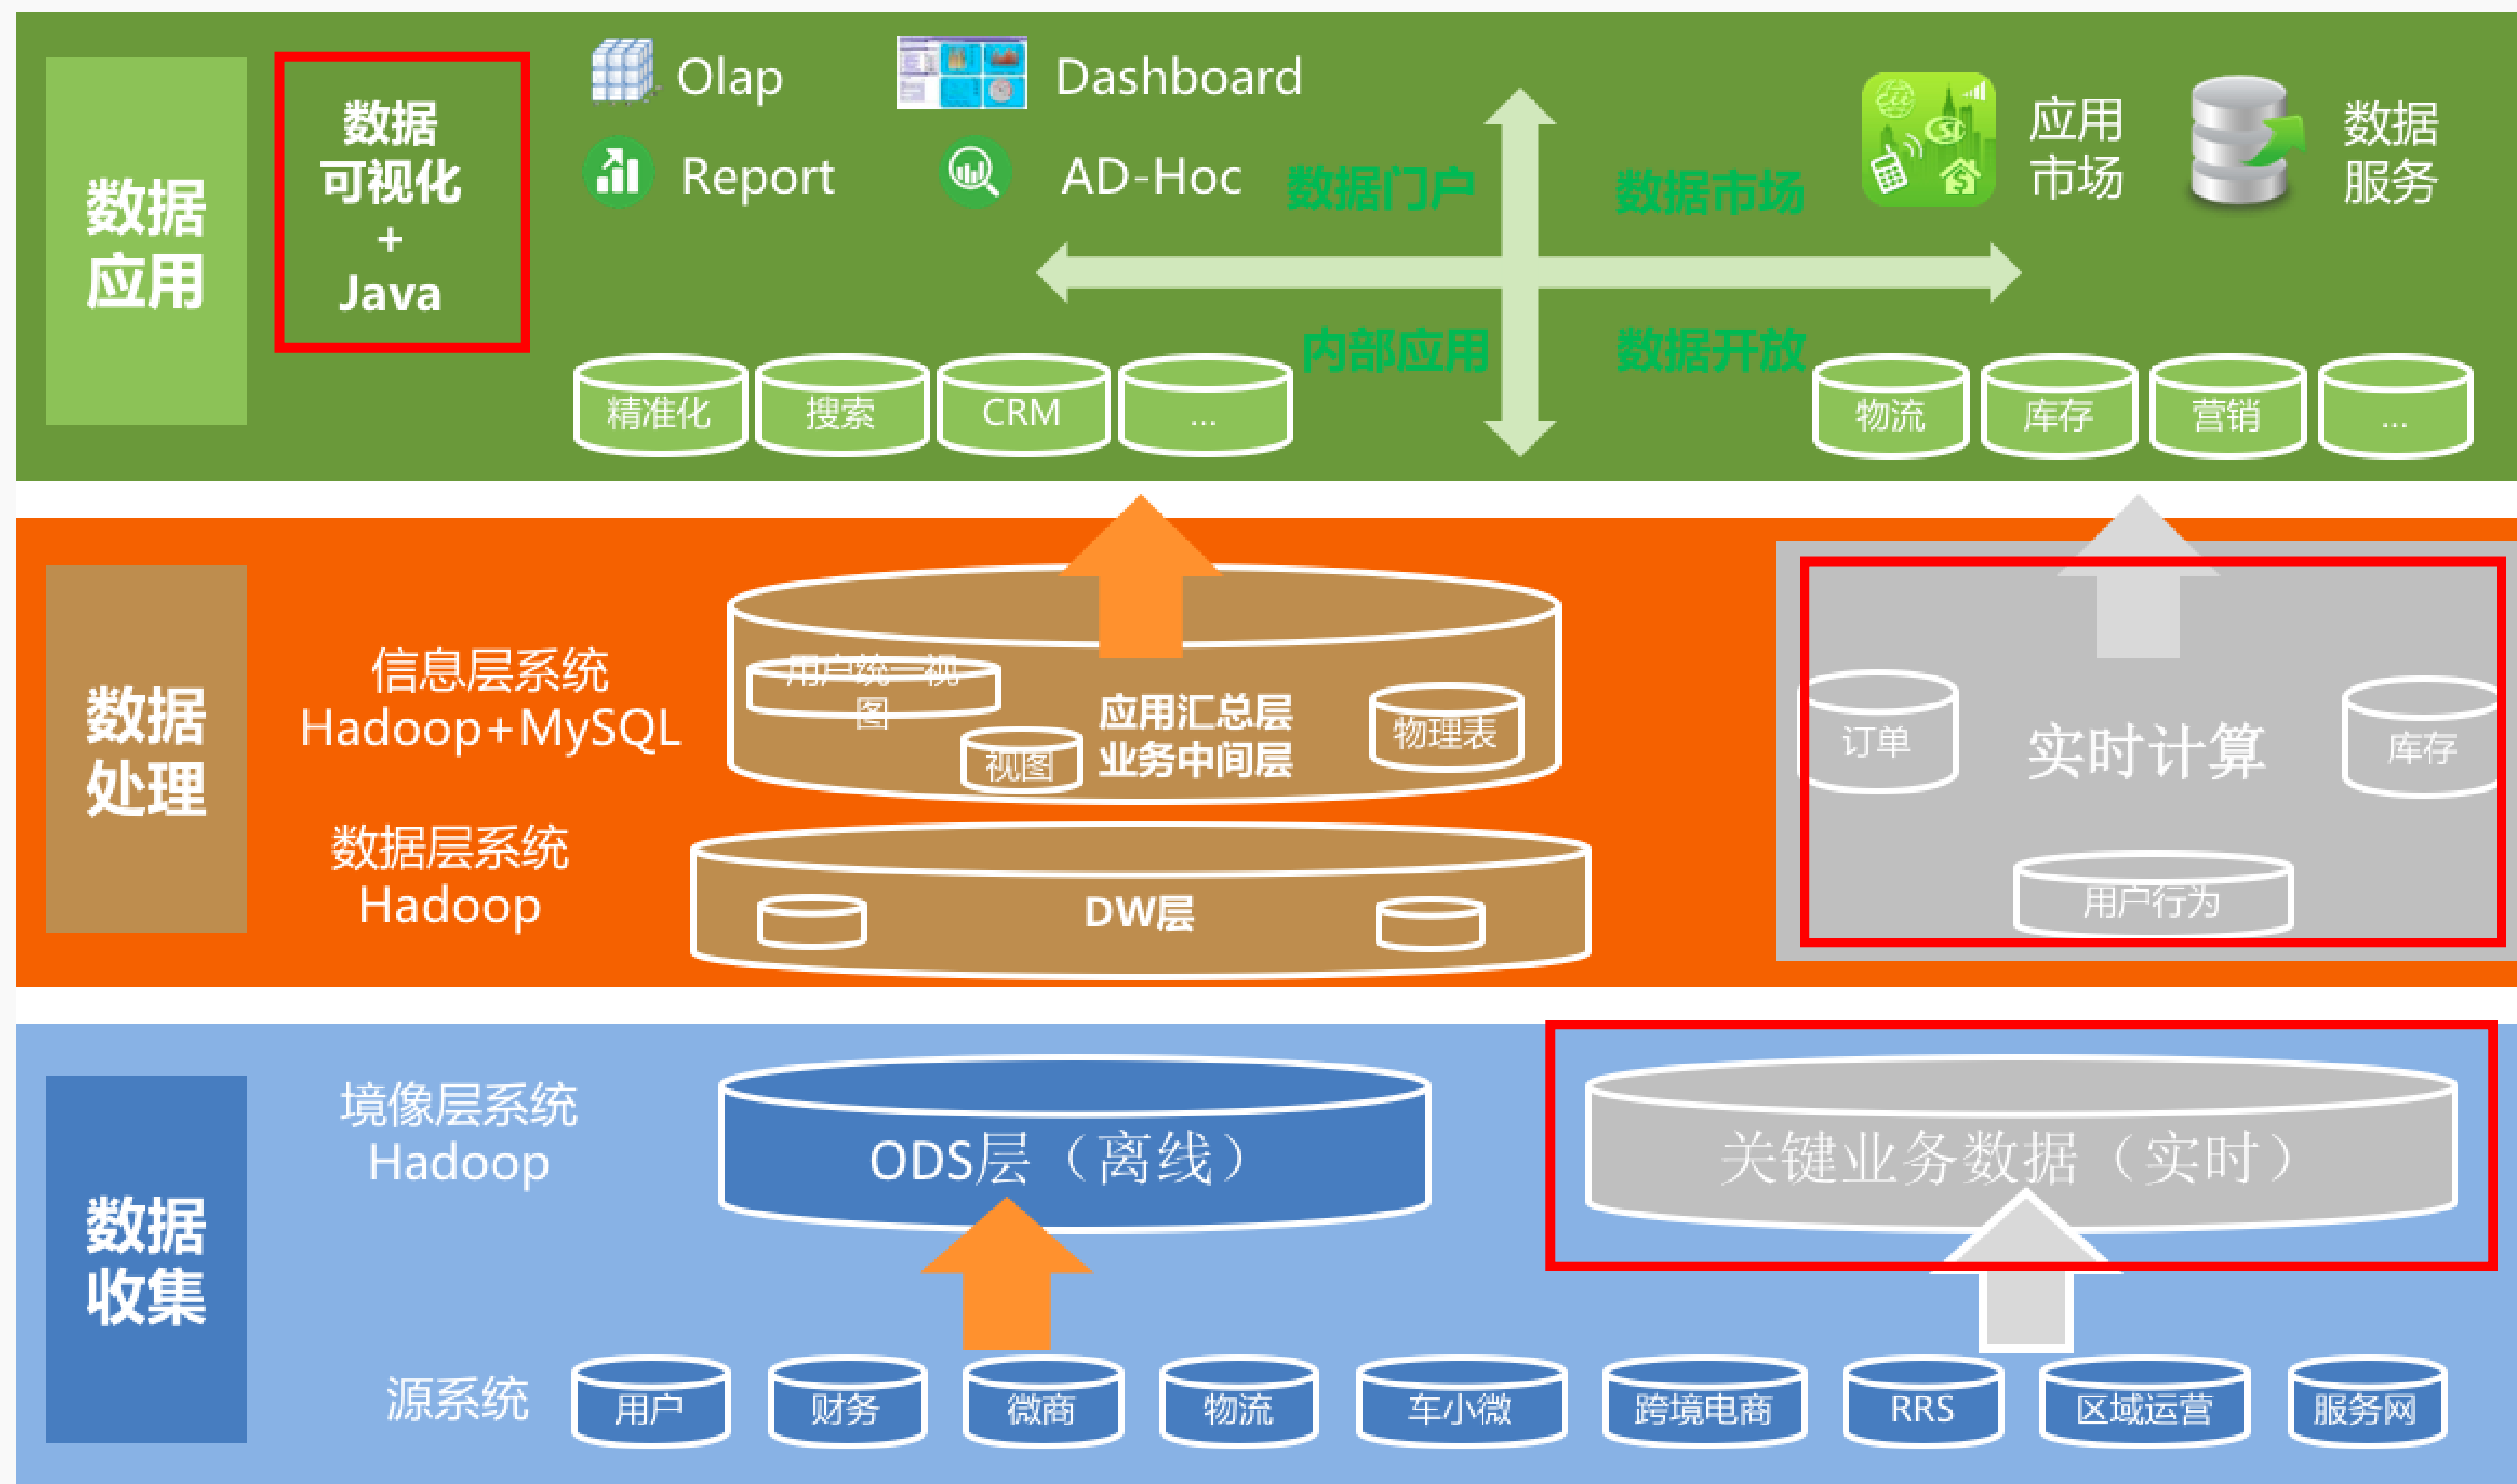 数据
应用
数据
可视化
+
Java
Olap
Dashboard
Report
AD-Hoc
数据门户
数据市场
内部应用
数据开放
应用
市场
数据
服务
精准化
搜索
CRM
...
物流
库存
营销
...
数据
处理
信息层系统
Hadoop+MySQL
用户统一视
图
视图
应用汇总层
业务中间层
物理表
数据层系统
Hadoop
DW层
订单
实时计算
库存
用户行为
数据
收集
境像层系统
Hadoop
ODS层（离线）
关键业务数据（实时）
源系统
用户
财务
微商
物流
车小微
跨境电商
RRS
区域运营
服务网